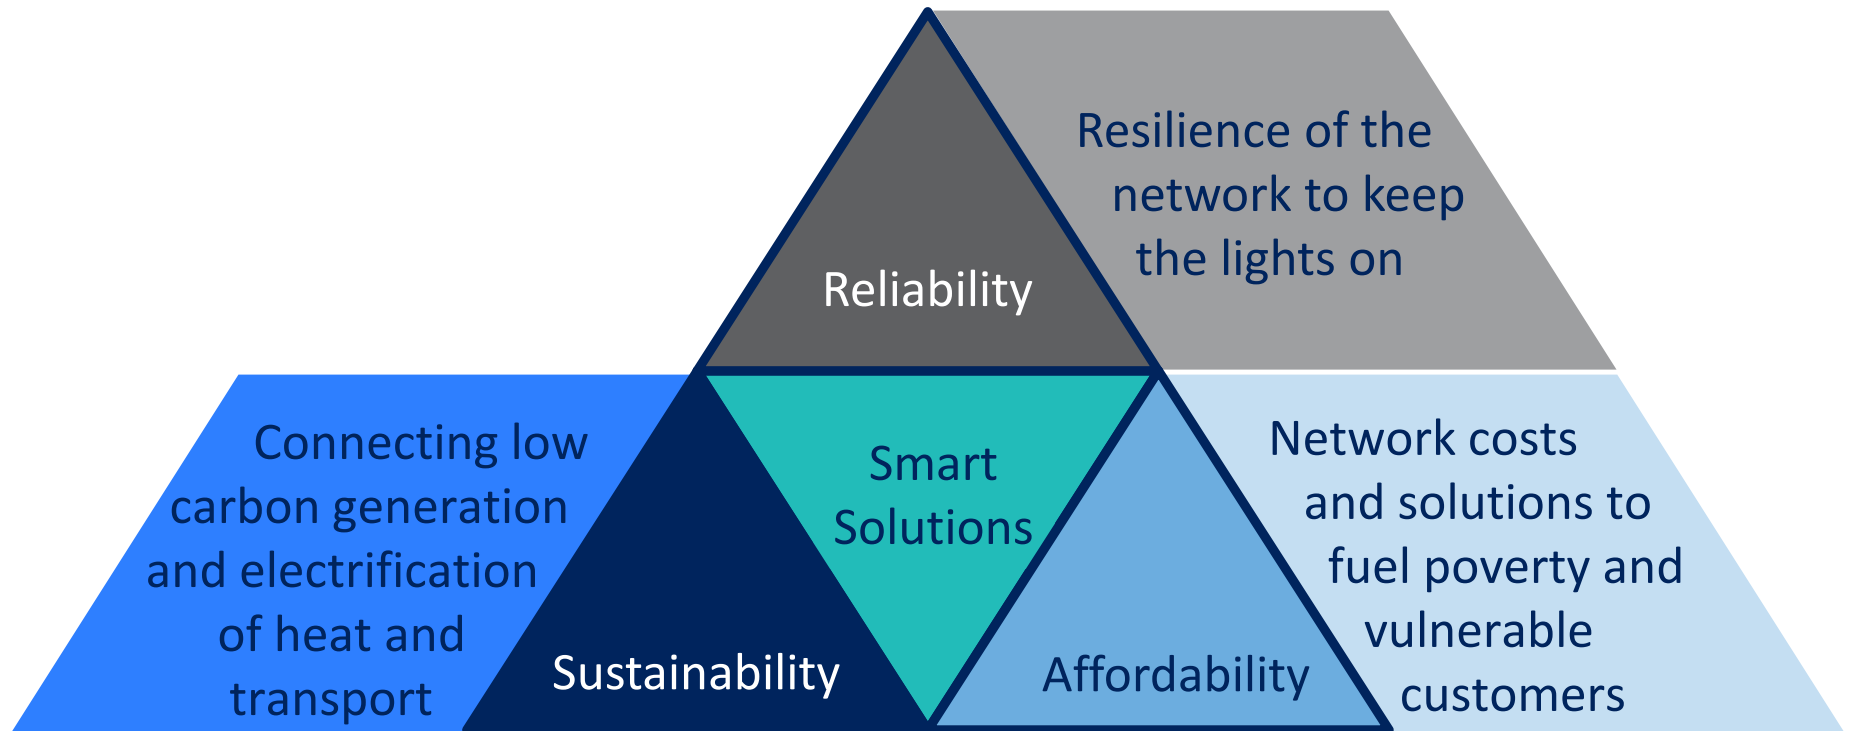 Resilience of the
network to keep
the lights on
Reliability
Connecting low
carbon generation
and electrification
of heat and
transport
Sustainability
Smart
Solutions
Affordability
Network costs
and solutions to
fuel poverty and
vulnerable
customers